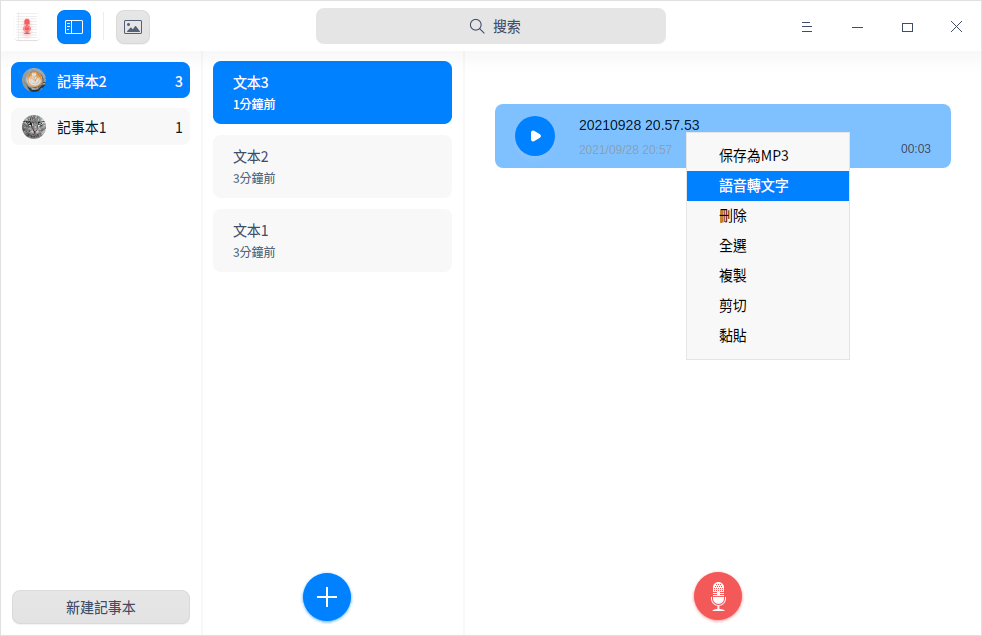 搜索
記事本2 3
記事本1 1
新建記事本
文本3
1分鐘前
文本2
3分鐘前
文本1
3分鐘前
20210928 20.57.53
2021/09/28 20:57
00:03
保存為MP3
語音轉文字
刪除
全選
複製
剪切
黏貼